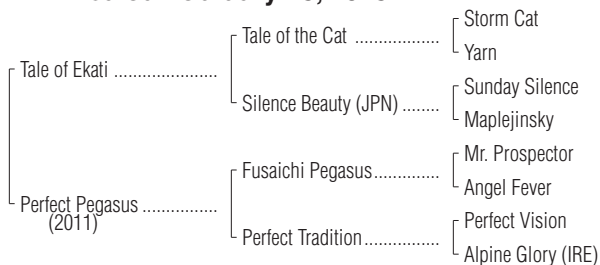 Storm Cat
Tale of the Cat ..................
Yarn
Tale of Ekati ......................
Sunday Silence
Silence Beauty (JPN) ........
Maplejinsky
Mr. Prospector
Fusaichi Pegasus..............
Angel Fever
Perfect Pegasus ................
(2011)
Perfect Vision
Perfect Tradition................
Alpine Glory (IRE)